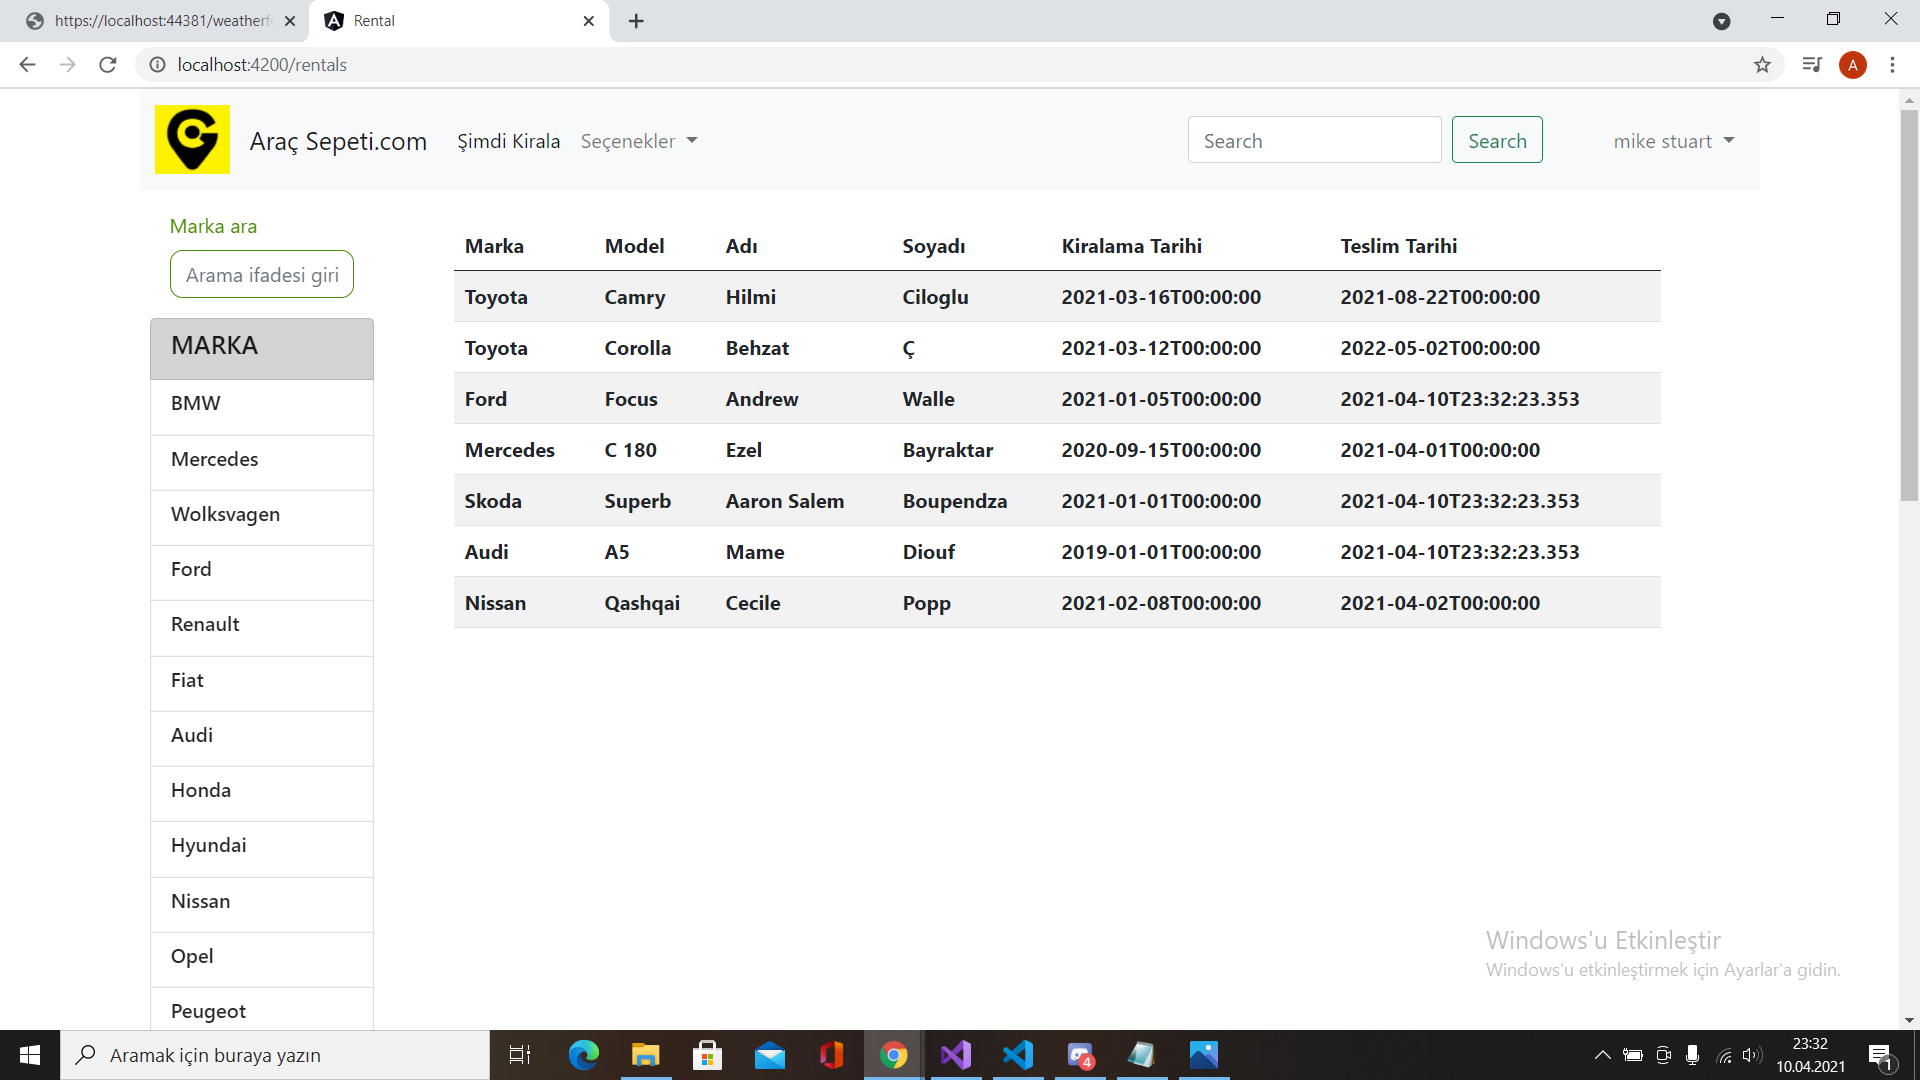 https://localhost:44381/weatherf
Rental
localhost:4200/rentals
A
Araç Sepeti.com
Şimdi Kirala
Seçenekler
Search
Search
mike stuart
Marka ara
Arama ifadesi giri
MARKA
BMW
Mercedes
Wolksvagen
Ford
Renault
Fiat
Audi
Honda
Hyundai
Nissan
Opel
Peugeot
Marka Model Adı Soyadı Kiralama Tarihi Teslim Tarihi
Toyota Camry Hilmi Ciloglu 2021-03-16T00:00:00 2021-08-22T00:00:00
Toyota Corolla Behzat Ç 2021-03-12T00:00:00 2022-05-02T00:00:00
Ford Focus Andrew Walle 2021-01-05T00:00:00 2021-04-10T23:32:23.353
Mercedes C 180 Ezel Bayraktar 2020-09-15T00:00:00 2021-04-01T00:00:00
Skoda Superb Aaron Salem Boupendza 2021-01-01T00:00:00 2021-04-10T23:32:23.353
Audi A5 Mame Diouf 2019-01-01T00:00:00 2021-04-10T23:32:23.353
Nissan Qashqai Cecile Popp 2021-02-08T00:00:00 2021-04-02T00:00:00
Windows'u Etkinleştir
Windows'u etkinleştirmek için Ayarlar'a gidin.
Aramak için buraya yazın
4
23:32
10.04.2021
1